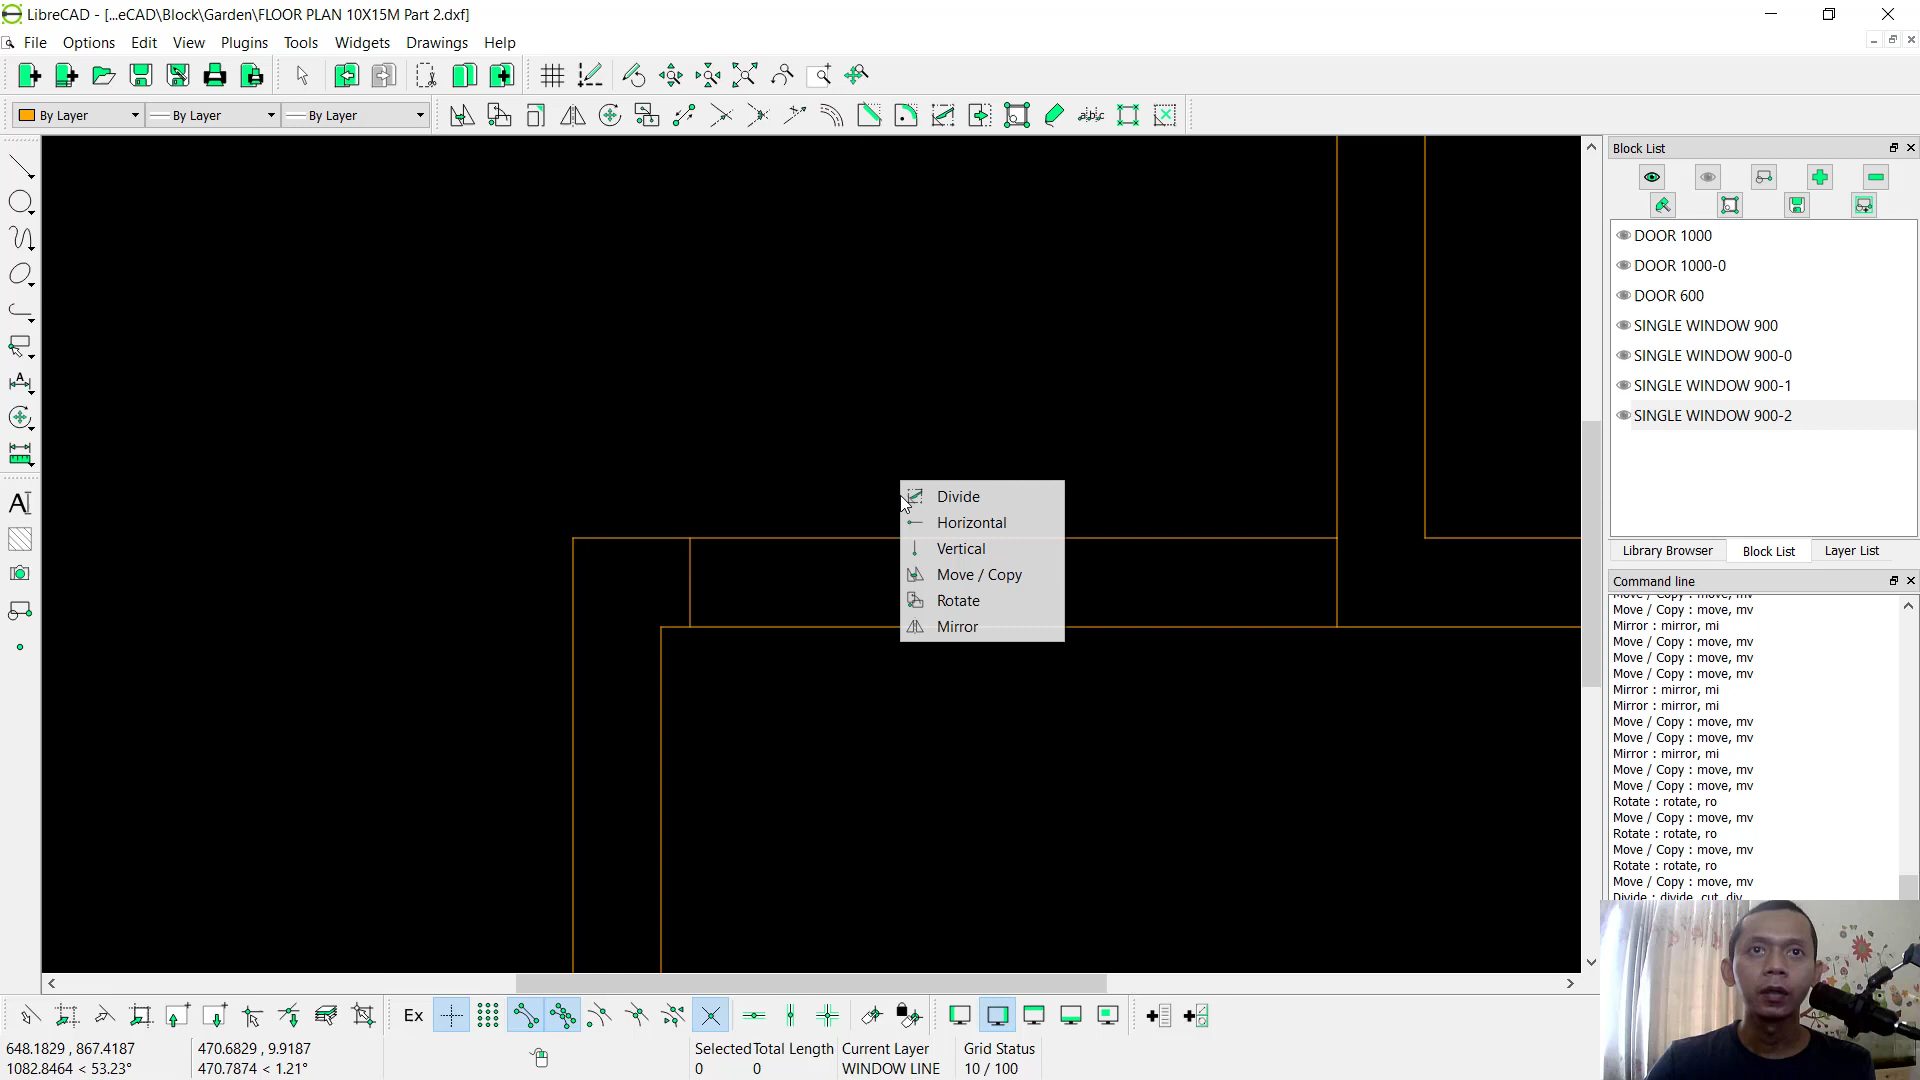 LibreCAD - [...eCAD\Block\Garden\FLOOR PLAN 10X15M Part 2.dxf]
File Options Edit View Plugins Tools Widgets Drawings Help
By Layer By Layer By Layer
Block List
DOOR 1000
DOOR 1000-0
DOOR 600
SINGLE WINDOW 900
SINGLE WINDOW 900-0
SINGLE WINDOW 900-1
SINGLE WINDOW 900-2
Divide
Horizontal
Vertical
Move / Copy
Rotate
Mirror
Library Browser Block List Layer List
Command line
Move / Copy : move, mv
Move / Copy : move, mv
Mirror : mirror, mi
Move / Copy : move, mv
Move / Copy : move, mv
Move / Copy : move, mv
Mirror : mirror, mi
Mirror : mirror, mi
Move / Copy : move, mv
Move / Copy : move, mv
Mirror : mirror, mi
Move / Copy : move, mv
Move / Copy : move, mv
Rotate : rotate, ro
Move / Copy : move, mv
Rotate : rotate, ro
Move / Copy : move, mv
Rotate : rotate, ro
Move / Copy : move, mv
Divide : divide, cut, div
Ex
648.1829 , 867.4187
1082.8464 < 53.23°
470.6829 , 9.9187
470.7874 < 1.21°
Selected Total Length
0 0
Current Layer
WINDOW LINE
Grid Status
10 / 100